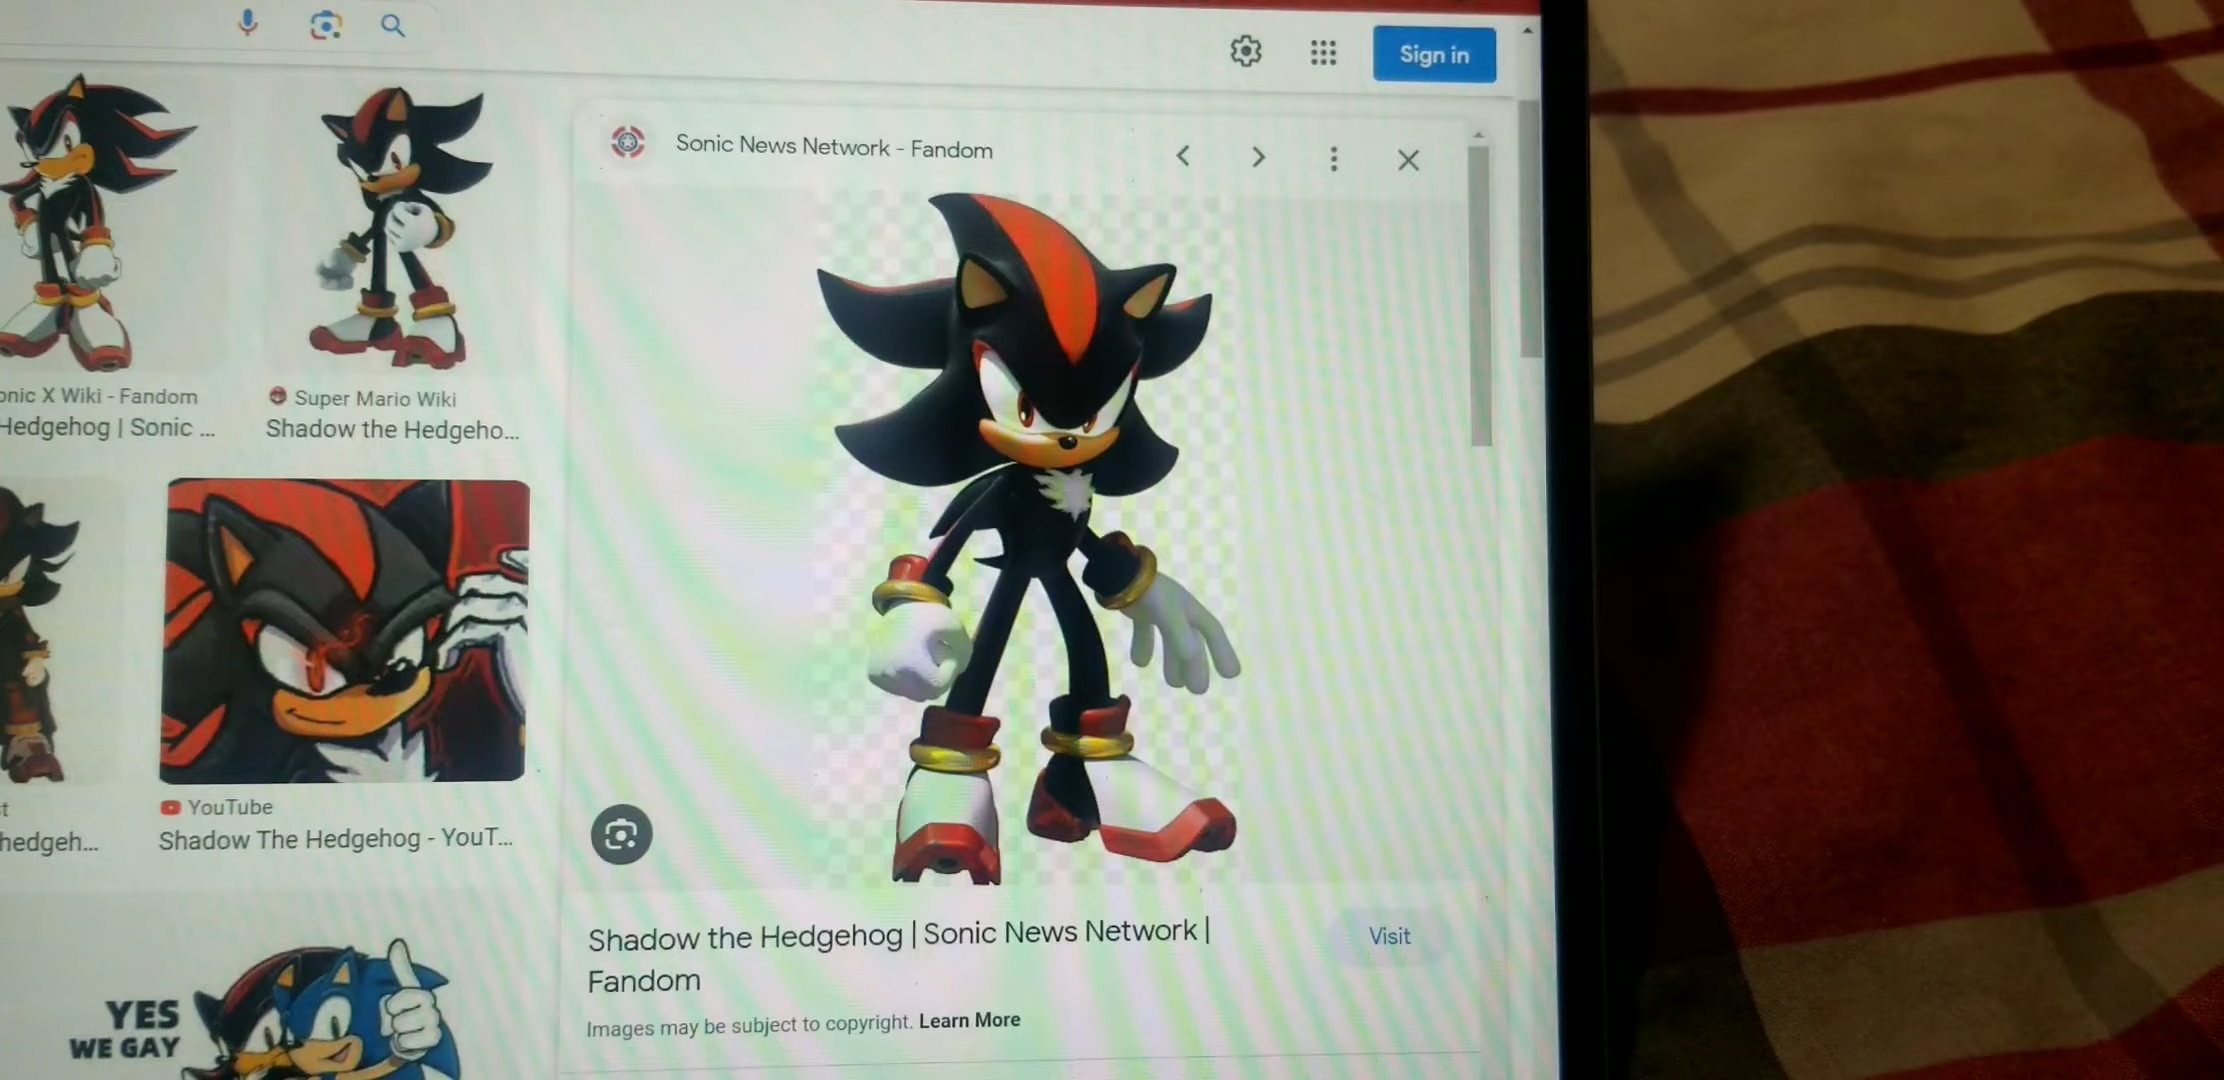 Sign in
Sonic News Network - Fandom
onic X Wiki - Fandom
Hedgehog | Sonic ...
Super Mario Wiki
Shadow the Hedgeho...
t
hedgeh...
YouTube
Shadow The Hedgehog - YouT...
Shadow the Hedgehog | Sonic News Network |
Fandom
Visit
Images may be subject to copyright. Learn More
YES
WE GAY